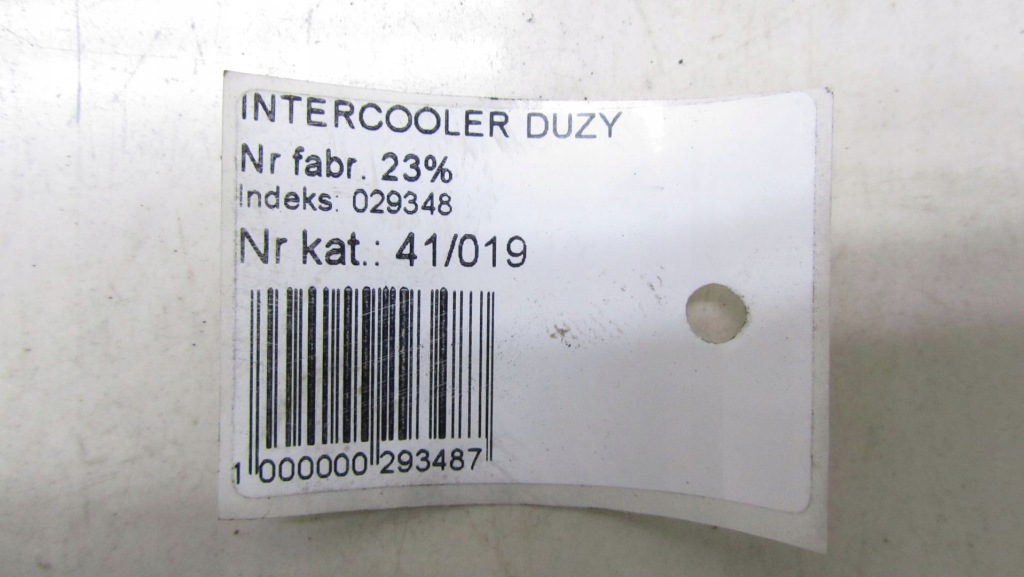 INTERCOOLER DUZY
Nr fabr. 23%
Indeks: 029348
Nr kat.: 41/019
1 000000 293487